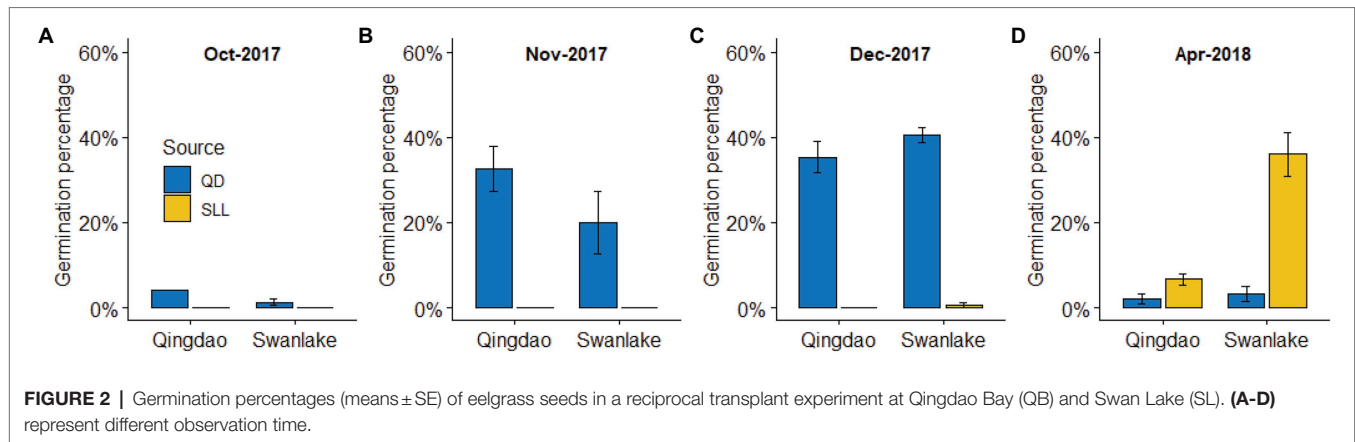 A
Oct-2017
60%
40%
20%
0%
Germination percentage
Source
QD
SLL
Qingdao
Swanlake
B
Nov-2017
60%
40%
20%
0%
Germination percentage
Qingdao
Swanlake
C
Dec-2017
60%
40%
20%
0%
Germination percentage
Qingdao
Swanlake
D
Apr-2018
60%
40%
20%
0%
Germination percentage
Qingdao
Swanlake
FIGURE 2 | Germination percentages (means ± SE) of eelgrass seeds in a reciprocal transplant experiment at Qingdao Bay (QB) and Swan Lake (SL). (A-D)
represent different observation time.